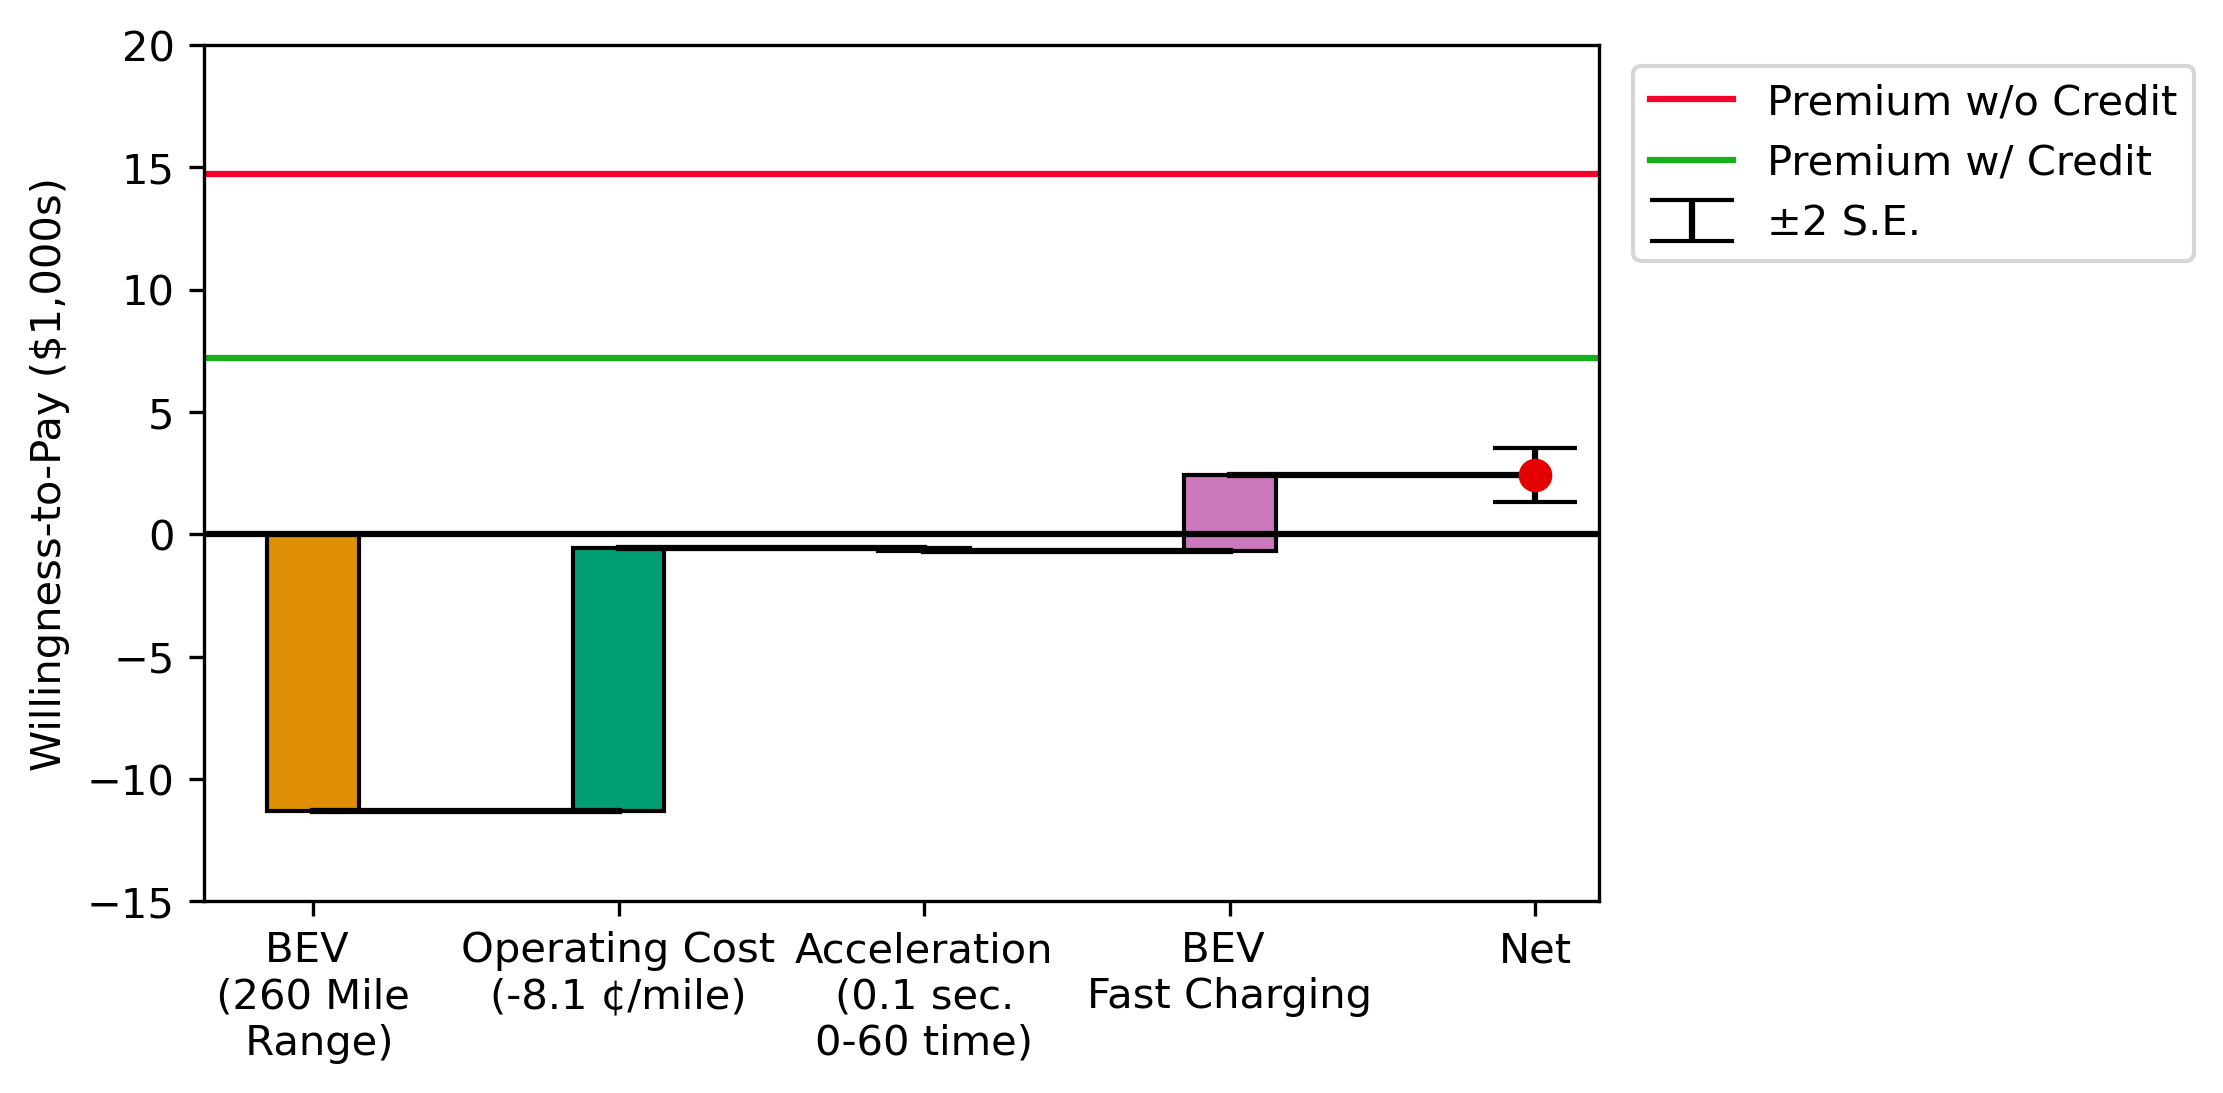 Willingness-to-Pay ($1,000s)
20
15
10
5
0
−5
−10
−15
BEV
(260 Mile
Range)
Operating Cost
(-8.1 ¢/mile)
Acceleration
(0.1 sec.
0-60 time)
BEV
Fast Charging
Net
Premium w/o Credit
Premium w/ Credit
±2 S.E.